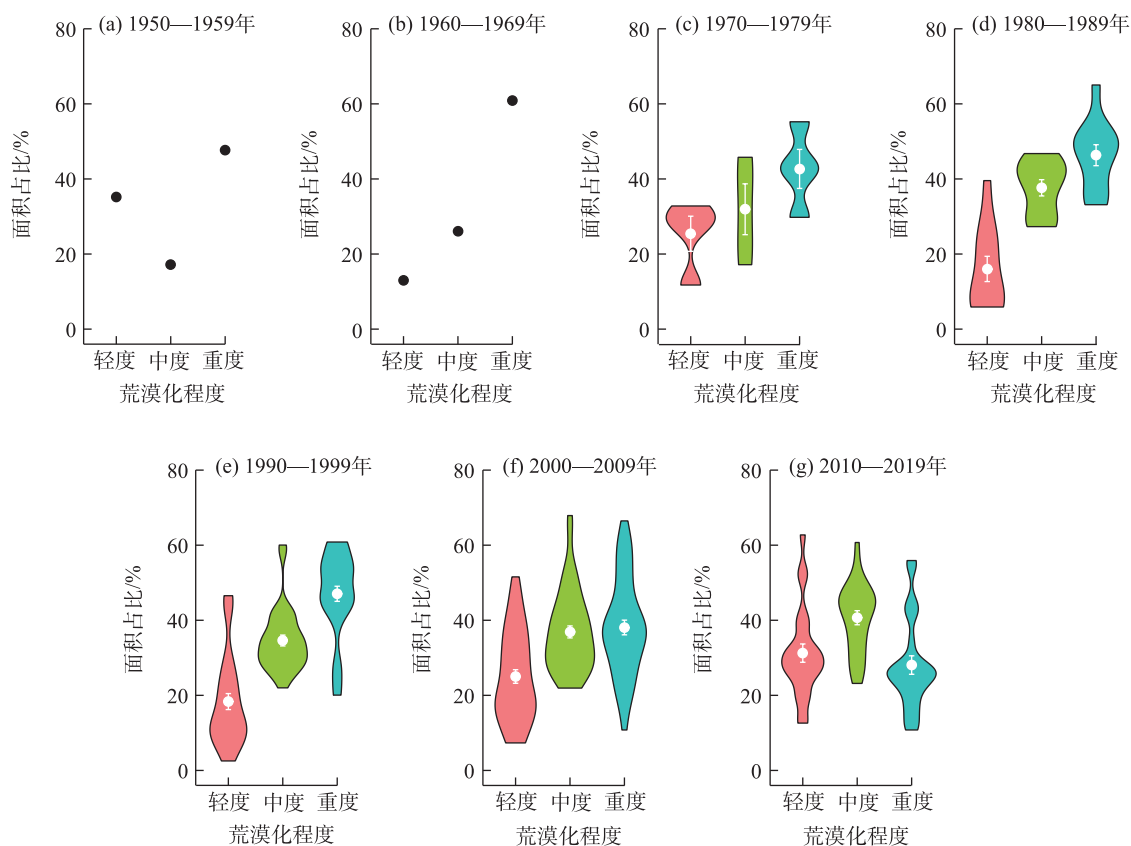 (a) 1950—1959年
80
60
40
20
0
面积占比/%
轻度 中度 重度
荒漠化程度
(b) 1960—1969年
80
60
40
20
0
面积占比/%
轻度 中度 重度
荒漠化程度
(c) 1970—1979年
80
60
40
20
0
面积占比/%
轻度 中度 重度
荒漠化程度
(d) 1980—1989年
80
60
40
20
0
面积占比/%
轻度 中度 重度
荒漠化程度
(e) 1990—1999年
80
60
40
20
0
面积占比/%
轻度 中度 重度
荒漠化程度
(f) 2000—2009年
80
60
40
20
0
面积占比/%
轻度 中度 重度
荒漠化程度
(g) 2010—2019年
80
60
40
20
0
面积占比/%
轻度 中度 重度
荒漠化程度